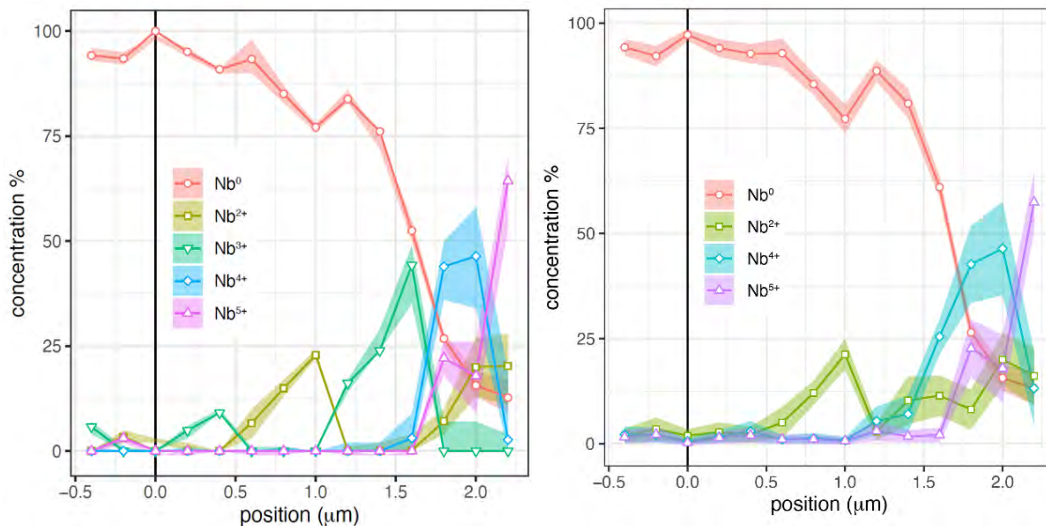 concentration %
100
75
50
25
0
Nb⁰
Nb²⁺
Nb³⁺
Nb⁴⁺
Nb⁵⁺
−0.5 0.0 0.5 1.0 1.5 2.0
position (μm)
concentration %
100
75
50
25
0
Nb⁰
Nb²⁺
Nb⁴⁺
Nb⁵⁺
−0.5 0.0 0.5 1.0 1.5 2.0
position (μm)